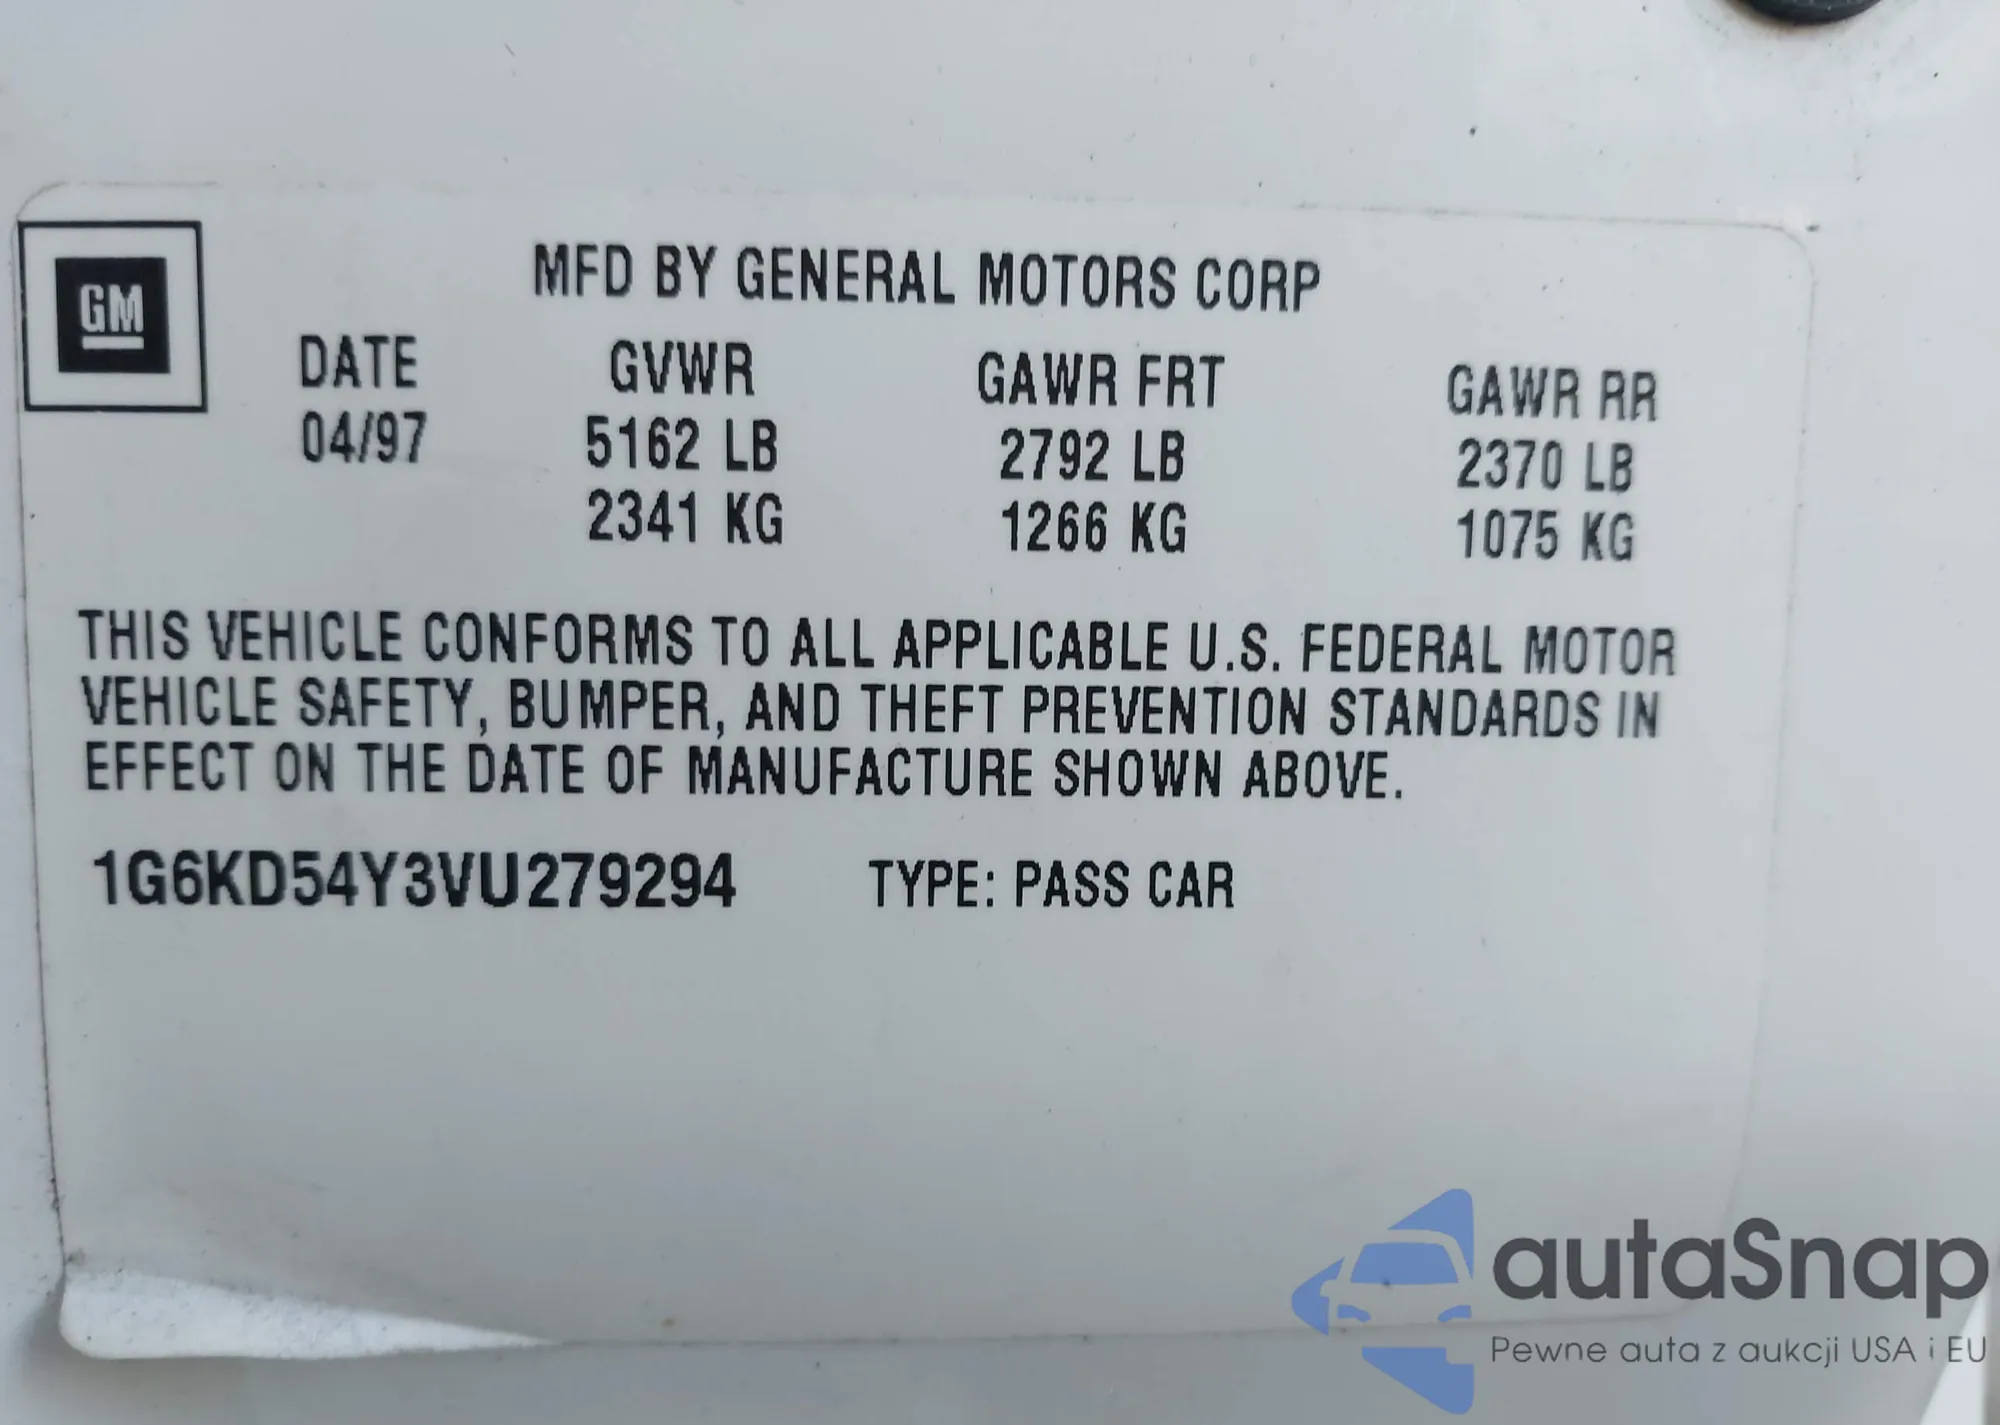 GM
MFD BY GENERAL MOTORS CORP
DATE GVWR GAWR FRT GAWR RR
04/97 5162 LB 2792 LB 2370 LB
2341 KG 1266 KG 1075 KG
THIS VEHICLE CONFORMS TO ALL APPLICABLE U.S. FEDERAL MOTOR
VEHICLE SAFETY, BUMPER, AND THEFT PREVENTION STANDARDS IN
EFFECT ON THE DATE OF MANUFACTURE SHOWN ABOVE.
1G6KD54Y3VU279294 TYPE: PASS CAR
autaSnap
Pewne auta z aukcji USA i EU